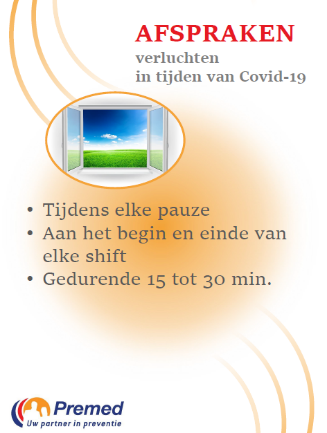 AFSPRAKEN
verluchten
in tijden van Covid-19
• Tijdens elke pauze
• Aan het begin en einde van
elke shift
• Gedurende 15 tot 30 min.
Premed
Uw partner in preventie